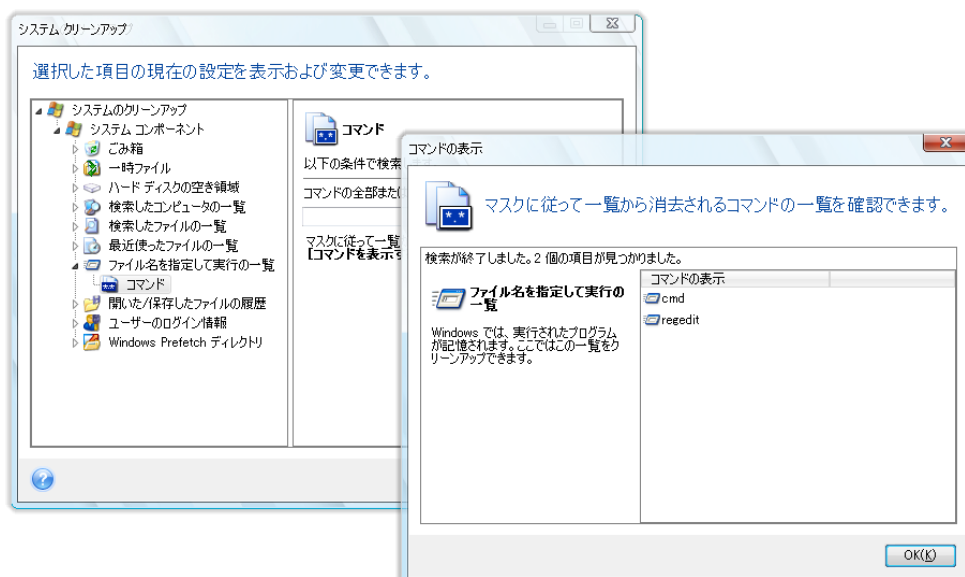 システム クリーンアップ
選択した項目の現在の設定を表示および変更できます。
システムのクリーンアップ
システム コンポーネント
ごみ箱
一時ファイル
ハード ディスクの空き領域
検索したコンピュータの一覧
検索したファイルの一覧
最近使ったファイルの一覧
ファイル名を指定して実行の一覧
コマンド
開いた/保存したファイルの履歴
ユーザーのログイン情報
Windows Prefetch ディレクトリ
コマンド
以下の条件で検索
コマンドの全部また
マスクに従って一覧
[コマンドを表示す
コマンドの表示
マスクに従って一覧から消去されるコマンドの一覧を確認できます。
検索が終了しました。2 個の項目が見つかりました。
ファイル名を指定して実行の
一覧
Windows では、実行されたプログラム
が記憶されます。ここではこの一覧をク
リーンアップできます。
コマンドの表示
cmd
regedit
OK(K)